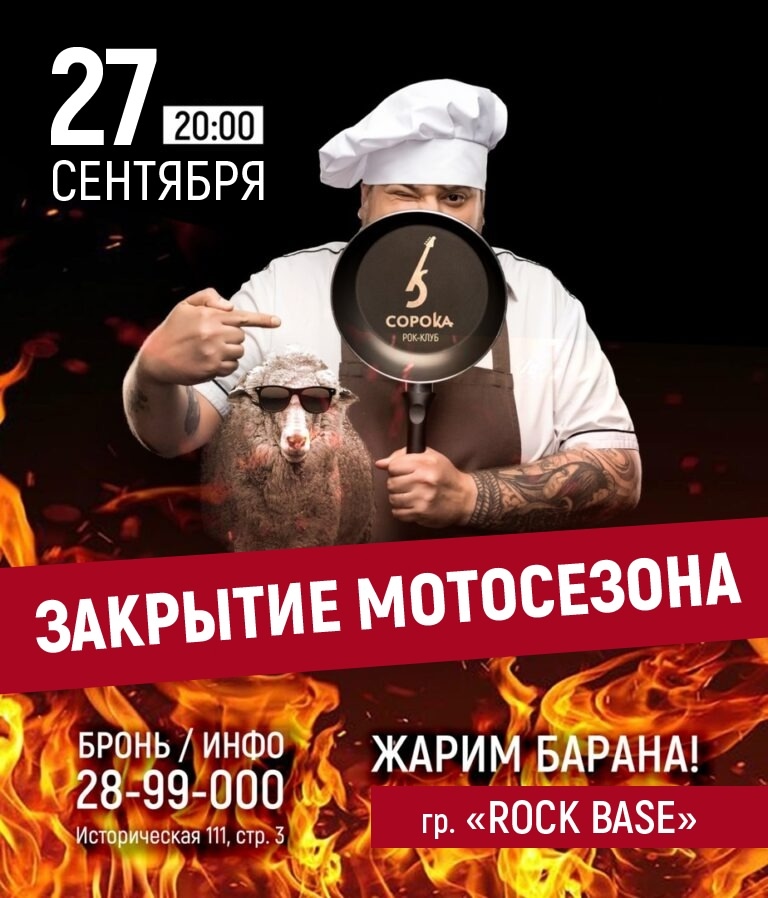 27
20:00
СЕНТЯБРЯ
СОРОКА
РОК-КЛУБ
ЗАКРЫТИЕ МОТОСЕЗОНА
БРОНЬ / ИНФО
28-99-000
Историческая 111, стр. 3
ЖАРИМ БАРАНА!
гр. «ROCK BASE»